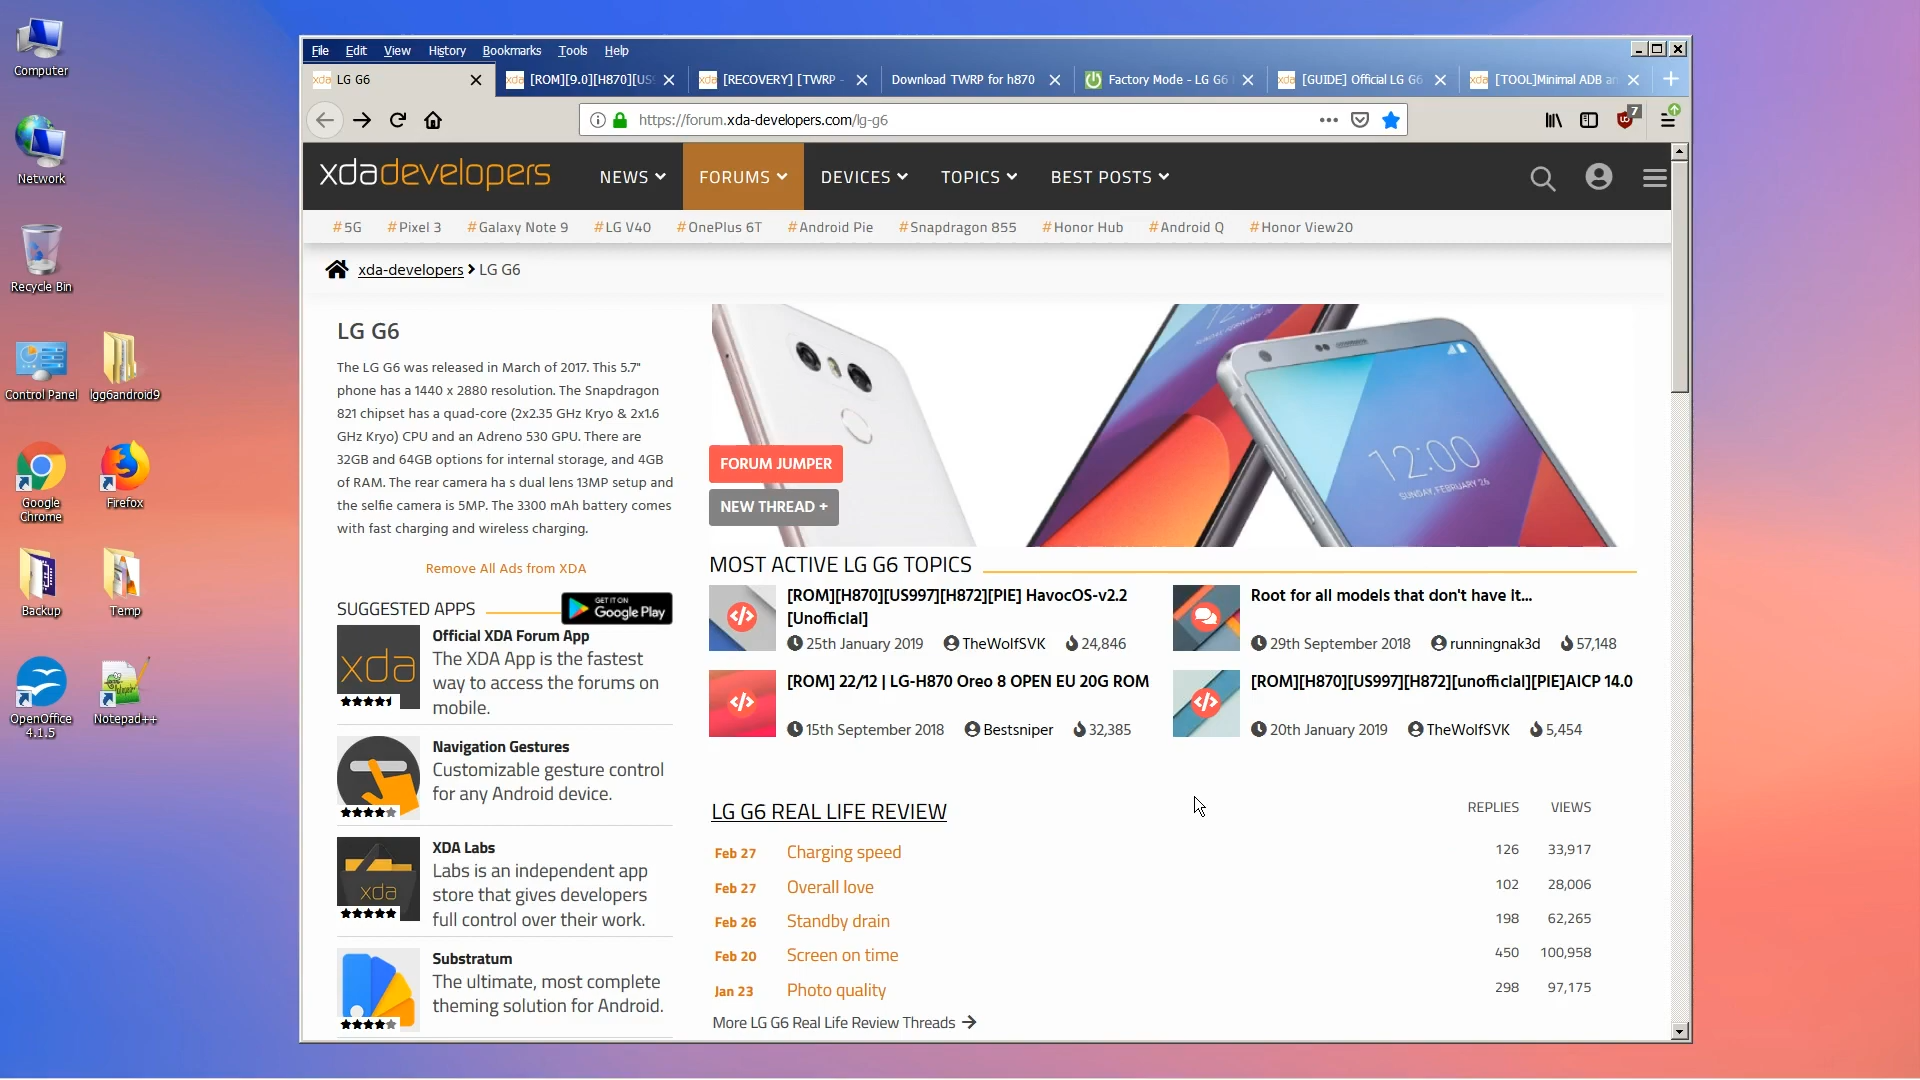 Computer
Network
Recycle Bin
Control Panel
lgg6android9
Google Chrome
Firefox
Backup
Temp
OpenOffice 4.1.5
Notepad++
File Edit View History Bookmarks Tools Help
LG G6
[ROM][9.0][H870][US
[RECOVERY] [TWRP -
Download TWRP for h870
Factory Mode - LG G6
[GUIDE] Official LG G6
[TOOL]Minimal ADB an
https://forum.xda-developers.com/lg-g6
7
xdadevelopers
NEWS FORUMS DEVICES TOPICS BEST POSTS
#5G #Pixel 3 #Galaxy Note 9 #LG V40 #OnePlus 6T #Android Pie #Snapdragon 855 #Honor Hub #Android Q #Honor View20
xda-developers LG G6
LG G6
The LG G6 was released in March of 2017. This 5.7"
phone has a 1440 x 2880 resolution. The Snapdragon
821 chipset has a quad-core (2x2.35 GHz Kryo & 2x1.6
GHz Kryo) CPU and an Adreno 530 GPU. There are
32GB and 64GB options for internal storage, and 4GB
of RAM. The rear camera ha s dual lens 13MP setup and
the selfie camera is 5MP. The 3300 mAh battery comes
with fast charging and wireless charging.
Remove All Ads from XDA
SUGGESTED APPS
GET IT ON
Google Play
xda
Official XDA Forum App
The XDA App is the fastest
way to access the forums on
mobile.
Navigation Gestures
Customizable gesture control
for any Android device.
xda
XDA Labs
Labs is an independent app
store that gives developers
full control over their work.
Substratum
The ultimate, most complete
theming solution for Android.
12:00
SUNDAY, FEBRUARY 26
FORUM JUMPER
NEW THREAD +
MOST ACTIVE LG G6 TOPICS
[ROM][H870][US997][H872][PIE] HavocOS-v2.2
[Unofficial]
25th January 2019 TheWolfSVK 24,846
Root for all models that don't have it...
29th September 2018 runningnak3d 57,148
[ROM] 22/12 | LG-H870 Oreo 8 OPEN EU 20G ROM
15th September 2018 Bestsniper 32,385
[ROM][H870][US997][H872][unofficial][PIE]AICP 14.0
20th January 2019 TheWolfSVK 5,454
LG G6 REAL LIFE REVIEW REPLIES VIEWS
Feb 27 Charging speed 126 33,917
Feb 27 Overall love 102 28,006
Feb 26 Standby drain 198 62,265
Feb 20 Screen on time 450 100,958
Jan 23 Photo quality 298 97,175
More LG G6 Real Life Review Threads